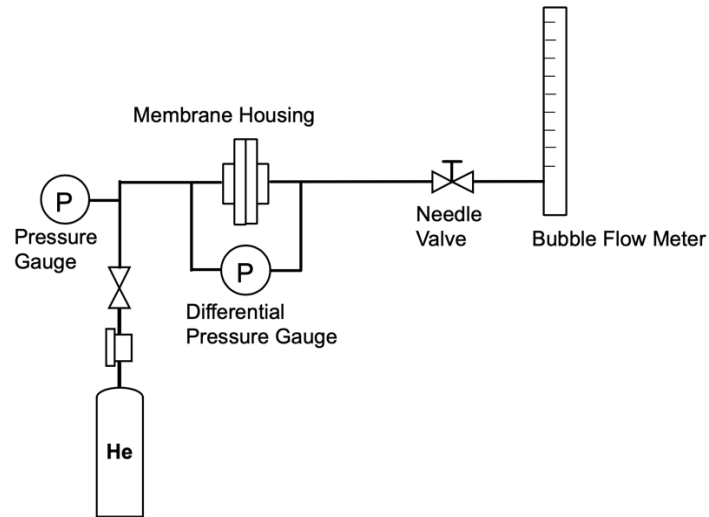 Membrane Housing
P
Pressure
Gauge
P
Differential
Pressure Gauge
Needle
Valve
Bubble Flow Meter
He